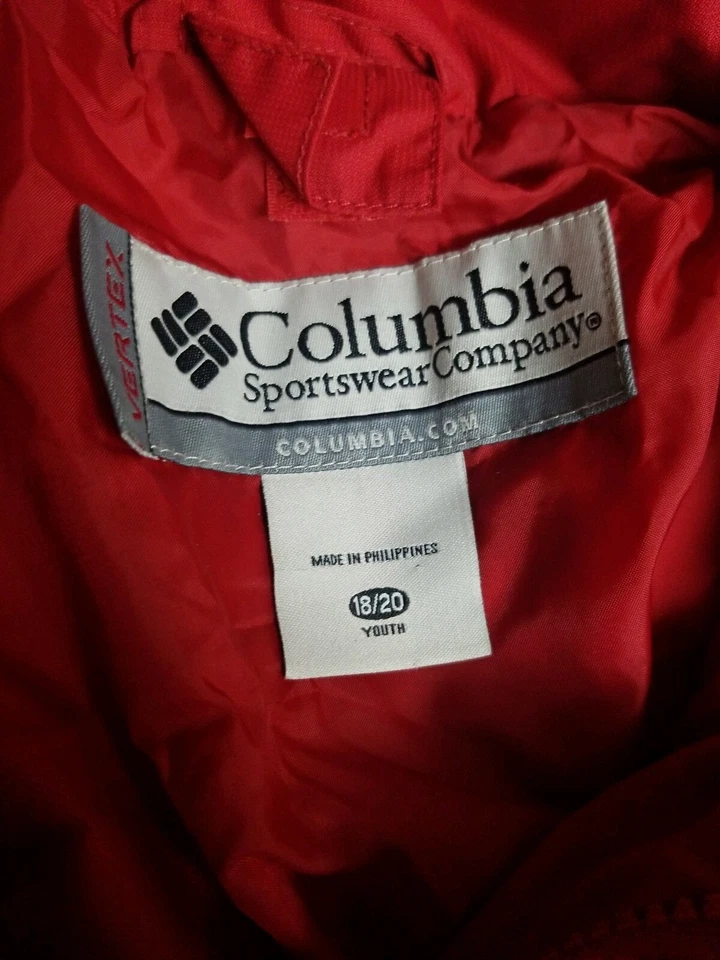 VERTEX
Columbia
Sportswear Company®
COLUMBIA.COM
MADE IN PHILIPPINES
18/20
YOUTH